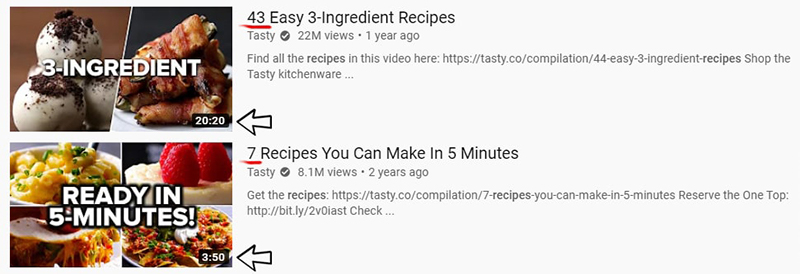 3-INGREDIENT
20:20
43 Easy 3-Ingredient Recipes
Tasty 22M views • 1 year ago
Find all the recipes in this video here: https://tasty.co/compilation/44-easy-3-ingredient-recipes Shop the
Tasty kitchenware ...
READY IN
5-MINUTES!
3:50
7 Recipes You Can Make In 5 Minutes
Tasty 8.1M views • 2 years ago
Get the recipes: https://tasty.co/compilation/7-recipes-you-can-make-in-5-minutes Reserve the One Top:
http://bit.ly/2v0iast Check ...